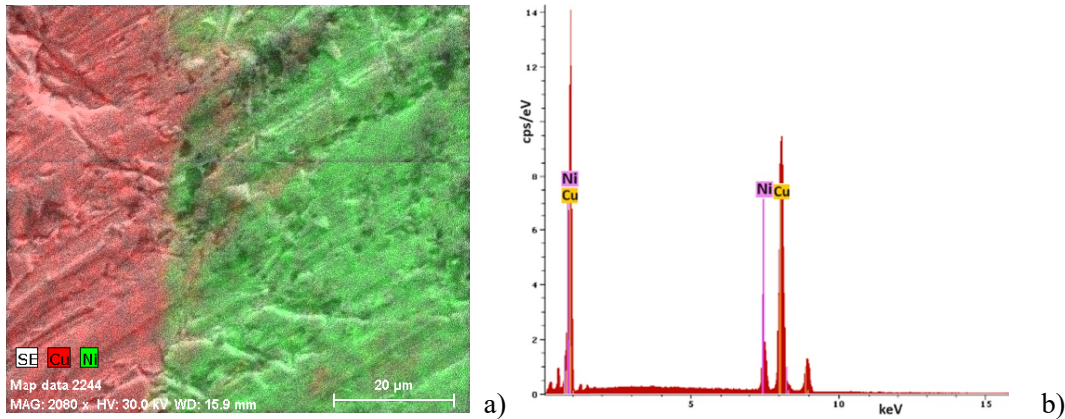 SE Cu Ni
Map data 2244
MAG: 2080 x HV: 30.0 kV WD: 15.9 mm
20 µm
a)
14
12
10
8
6
4
2
0
cps/eV
Ni
Cu
Ni Cu
5
10
15
keV
b)